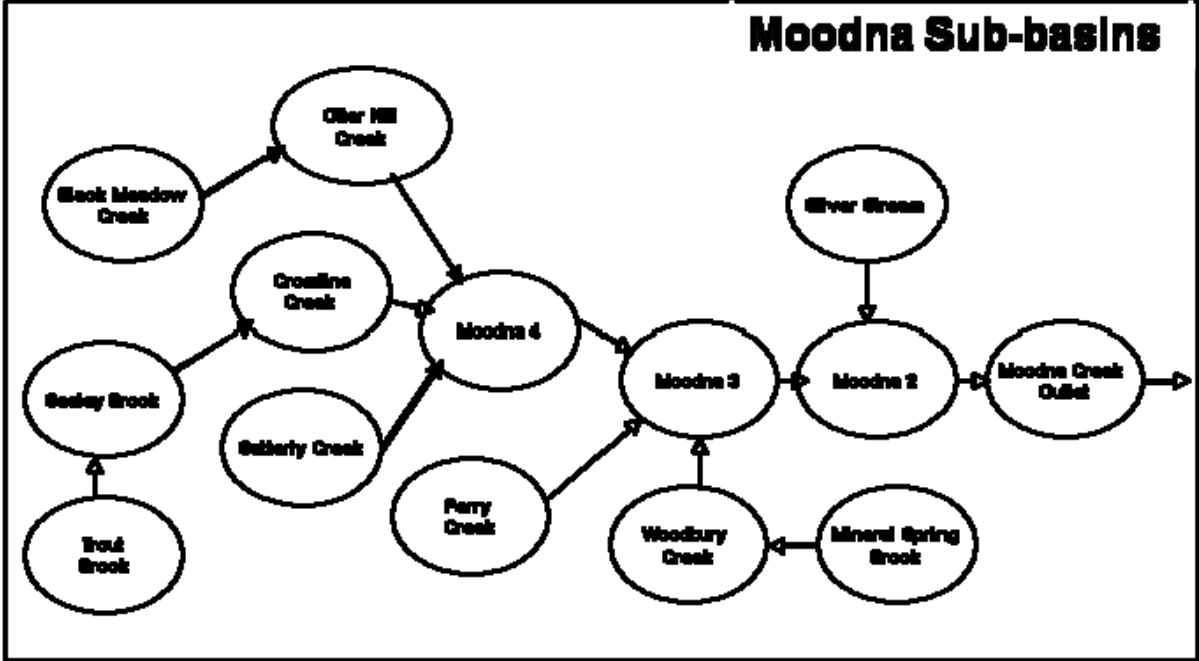 Moodna Sub-basins
Otter Kill
Creek
Black Meadow
Creek
Silver Stream
Cromline
Creek
Moodna 4
Moodna 3
Moodna 2
Moodna Creek
Outlet
Seeley Brook
Satterly Creek
Perry
Creek
Woodbury
Creek
Mineral Spring
Brook
Trout
Brook